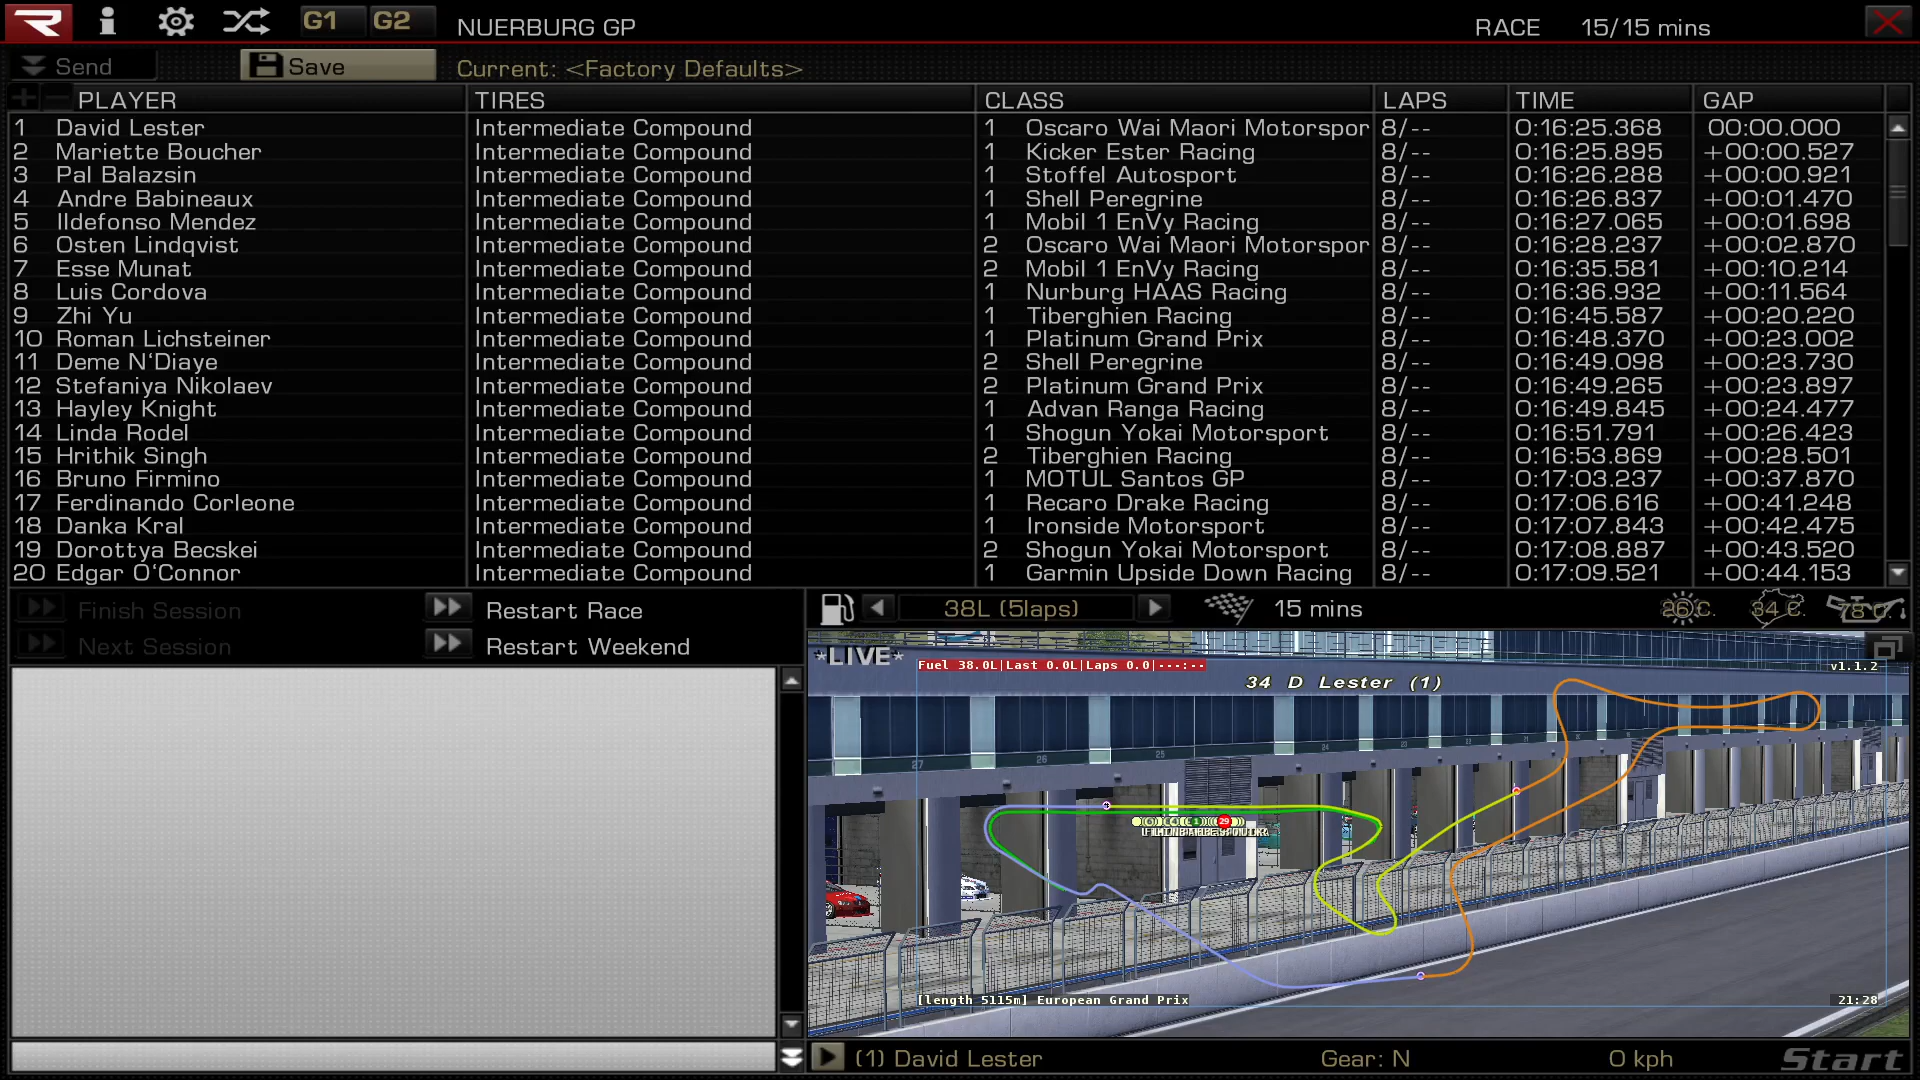 G1 G2 NUERBURG GP RACE 15/15 mins
Send Save Current: <Factory Defaults>
PLAYER TIRES CLASS LAPS TIME GAP
1 David Lester Intermediate Compound 1 Oscaro Wai Maori Motorspor 8/-- 0:16:25.368 00:00.000
2 Mariette Boucher Intermediate Compound 1 Kicker Ester Racing 8/-- 0:16:25.895 +00:00.527
3 Pal Balazsin Intermediate Compound 1 Stoffel Autosport 8/-- 0:16:26.288 +00:00.921
4 Andre Babineaux Intermediate Compound 1 Shell Peregrine 8/-- 0:16:26.837 +00:01.470
5 Ildefonso Mendez Intermediate Compound 1 Mobil 1 EnVy Racing 8/-- 0:16:27.065 +00:01.698
6 Osten Lindqvist Intermediate Compound 2 Oscaro Wai Maori Motorspor 8/-- 0:16:28.237 +00:02.870
7 Esse Munat Intermediate Compound 2 Mobil 1 EnVy Racing 8/-- 0:16:35.581 +00:10.214
8 Luis Cordova Intermediate Compound 1 Nurburg HAAS Racing 8/-- 0:16:36.932 +00:11.564
9 Zhi Yu Intermediate Compound 1 Tiberghien Racing 8/-- 0:16:45.587 +00:20.220
10 Roman Lichsteiner Intermediate Compound 1 Platinum Grand Prix 8/-- 0:16:48.370 +00:23.002
11 Deme N'Diaye Intermediate Compound 2 Shell Peregrine 8/-- 0:16:49.098 +00:23.730
12 Stefaniya Nikolaev Intermediate Compound 2 Platinum Grand Prix 8/-- 0:16:49.265 +00:23.897
13 Hayley Knight Intermediate Compound 1 Advan Ranga Racing 8/-- 0:16:49.845 +00:24.477
14 Linda Rodel Intermediate Compound 1 Shogun Yokai Motorsport 8/-- 0:16:51.791 +00:26.423
15 Hrithik Singh Intermediate Compound 2 Tiberghien Racing 8/-- 0:16:53.869 +00:28.501
16 Bruno Firmino Intermediate Compound 1 MOTUL Santos GP 8/-- 0:17:03.237 +00:37.870
17 Ferdinando Corleone Intermediate Compound 1 Recaro Drake Racing 8/-- 0:17:06.616 +00:41.248
18 Danka Kral Intermediate Compound 1 Ironside Motorsport 8/-- 0:17:07.843 +00:42.475
19 Dorottya Becskei Intermediate Compound 2 Shogun Yokai Motorsport 8/-- 0:17:08.887 +00:43.520
20 Edgar O'Connor Intermediate Compound 1 Garmin Upside Down Racing 8/-- 0:17:09.521 +00:44.153
Finish Session Restart Race 38L (5laps) 15 mins 26 C. 34 C. 78 C.
Next Session Restart Weekend
*LIVE* Fuel 38.0L|Last 0.0L|Laps 0.0|---:-- v1.1.2
34 D Lester (1)
27 26 25 24
1 29
[length 5115m] European Grand Prix 21:28
(1) David Lester Gear: N 0 kph Start